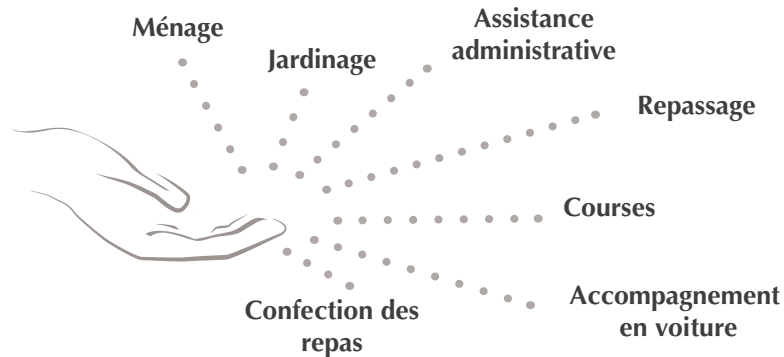 Ménage
Jardinage
Assistance
administrative
Repassage
Courses
Accompagnement
en voiture
Confection des
repas